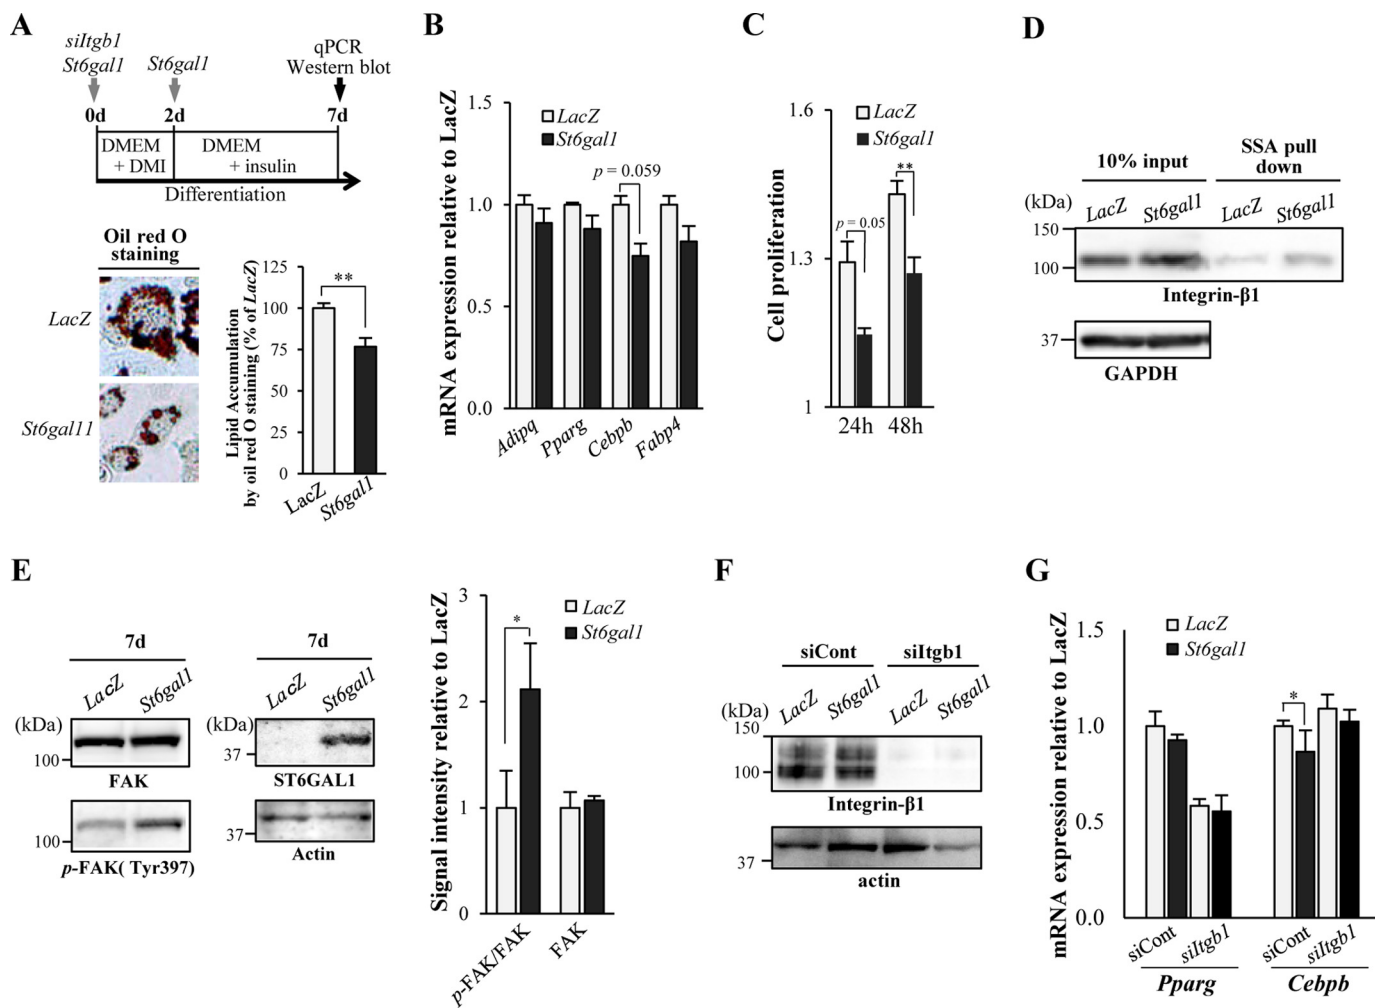 A
siItgb1
St6gal1
St6gal1
qPCR
Western blot
0d
2d
7d
DMEM
+ DMI
DMEM
+ insulin
Differentiation
Oil red O
staining
LacZ
St6gal11
Lipid Accumulation
by oil red O staining (% of LacZ)
125
100
75
50
25
0
**
LacZ
St6gal1
B
mRNA expression relative to LacZ
1.5
1.0
0.5
0.0
LacZ
St6gal1
p = 0.059
Adipq
Pparg
Cebpb
Fabp4
C
Cell proliferation
1.6
1.3
1
LacZ
St6gal1
p = 0.05
**
24h
48h
D
10% input
SSA pull
down
(kDa)
LacZ
St6gal1
LacZ
St6gal1
150
100
Integrin-β1
37
GAPDH
E
7d
7d
LacZ
St6gal1
LacZ
St6gal1
(kDa)
(kDa)
100
37
FAK
ST6GAL1
100
37
p-FAK( Tyr397)
Actin
Signal intensity relative to LacZ
3
2
1
0
LacZ
St6gal1
*
p-FAK/FAK
FAK
F
siCont
siItgb1
(kDa)
LacZ
St6gal1
LacZ
St6gal1
150
100
Integrin-β1
37
actin
G
mRNA expression relative to LacZ
1.5
1.0
0.5
0.0
LacZ
St6gal1
*
siCont
siItgb1
siCont
siItgb1
Pparg
Cebpb